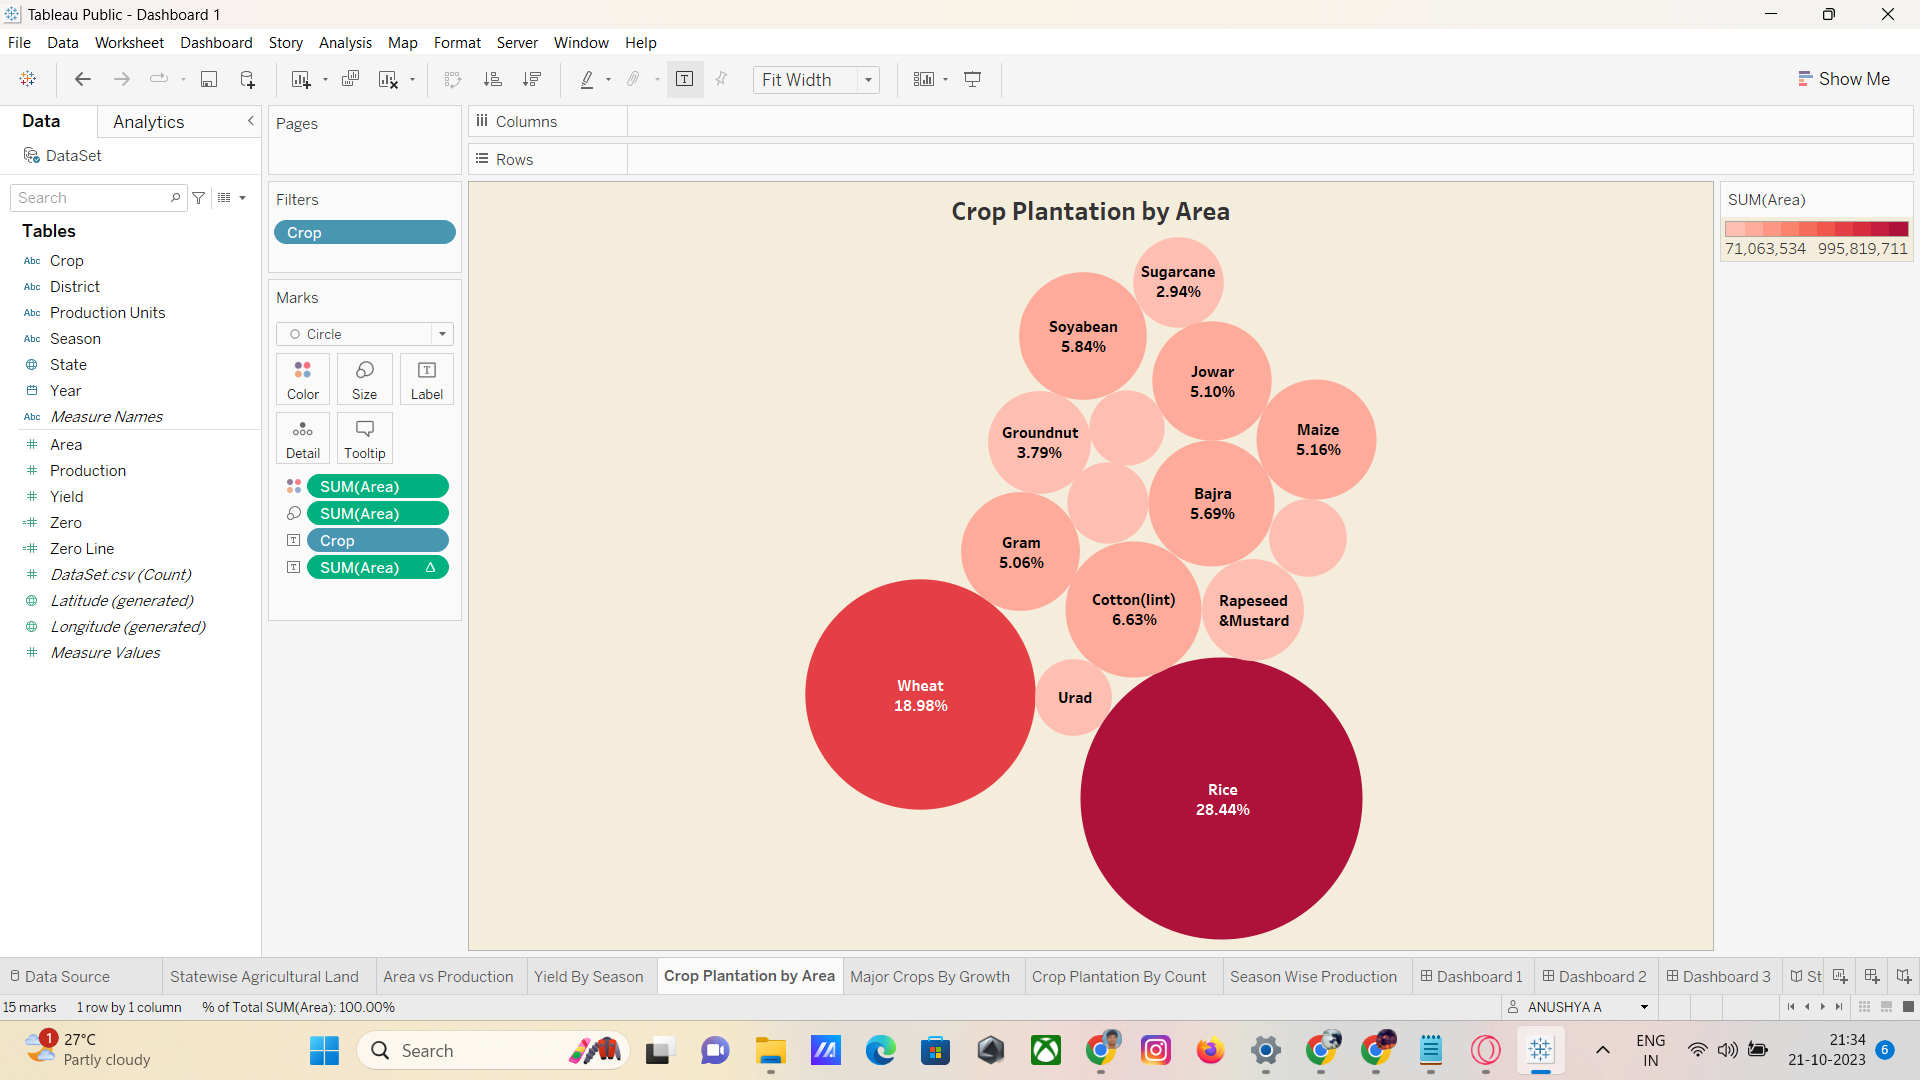 Tableau Public - Dashboard 1
File Data Worksheet Dashboard Story Analysis Map Format Server Window Help
Fit Width
Show Me
Data Analytics
DataSet
Search
Tables
Abc Crop
Abc District
Abc Production Units
Abc Season
State
Year
Abc Measure Names
Area
Production
Yield
Zero
Zero Line
DataSet.csv (Count)
Latitude (generated)
Longitude (generated)
Measure Values
Pages
Filters
Crop
Marks
Circle
Color Size Label
Detail Tooltip
SUM(Area)
SUM(Area)
Crop
SUM(Area) Δ
Columns
Rows
Crop Plantation by Area
Sugarcane
2.94%
Soyabean
5.84%
Jowar
5.10%
Maize
5.16%
Groundnut
3.79%
Bajra
5.69%
Gram
5.06%
Cotton(lint)
6.63%
Rapeseed
&Mustard
Wheat
18.98%
Urad
Rice
28.44%
SUM(Area)
71,063,534 995,819,711
Data Source Statewise Agricultural Land Area vs Production Yield By Season Crop Plantation by Area Major Crops By Growth Crop Plantation By Count Season Wise Production Dashboard 1 Dashboard 2 Dashboard 3 St
15 marks 1 row by 1 column % of Total SUM(Area): 100.00% ANUSHYA A
1 27°C
Partly cloudy
Search
ENG
IN
21:34
21-10-2023
6